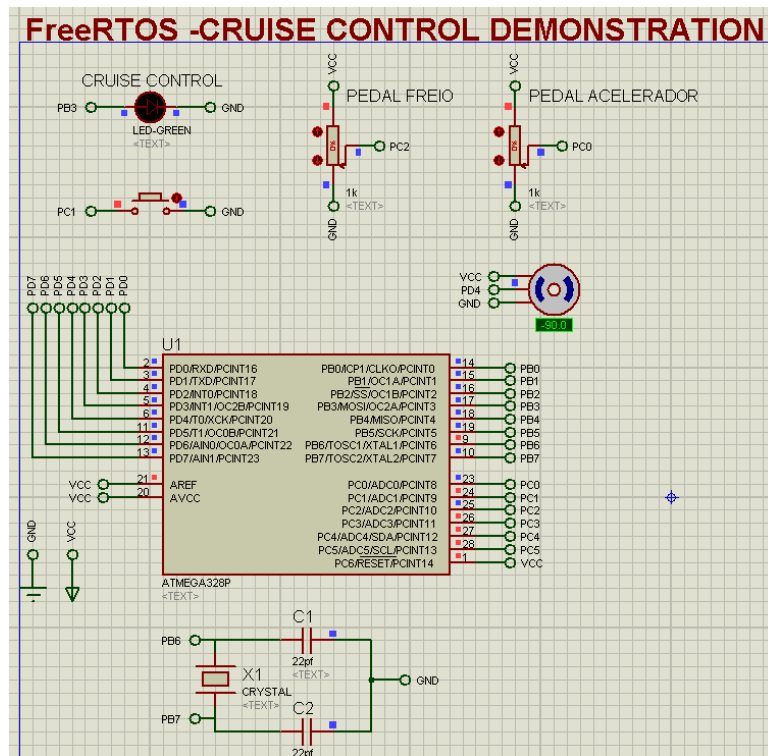 FreeRTOS -CRUISE CONTROL DEMONSTRATION
CRUISE CONTROL
PB3
GND
LED-GREEN
<TEXT>
PC1
GND
VCC
PEDAL FREIO
PC2
1k
<TEXT>
GND
VCC
PEDAL ACELERADOR
PC0
1k
<TEXT>
GND
VCC
PD4
GND
-90.0
PD7
PD6
PD5
PD4
PD3
PD2
PD1
PD0
U1
2 PD0/RXD/PCINT16 PB0/ICP1/CLKO/PCINT0 14 PB0
3 PD1/TXD/PCINT17 PB1/OC1A/PCINT1 15 PB1
4 PD2/INT0/PCINT18 PB2/SS/OC1B/PCINT2 16 PB2
5 PD3/INT1/OC2B/PCINT19 PB3/MOSI/OC2A/PCINT3 17 PB3
6 PD4/T0/XCK/PCINT20 PB4/MISO/PCINT4 18 PB4
11 PD5/T1/OC0B/PCINT21 PB5/SCK/PCINT5 19 PB5
12 PD6/AIN0/OC0A/PCINT22 PB6/TOSC1/XTAL1/PCINT6 9 PB6
13 PD7/AIN1/PCINT23 PB7/TOSC2/XTAL2/PCINT7 10 PB7
VCC 21 AREF PC0/ADC0/PCINT8 23 PC0
VCC 20 AVCC PC1/ADC1/PCINT9 24 PC1
PC2/ADC2/PCINT10 25 PC2
PC3/ADC3/PCINT11 26 PC3
PC4/ADC4/SDA/PCINT12 27 PC4
PC5/ADC5/SCL/PCINT13 28 PC5
PC6/RESET/PCINT14 1 VCC
GND
VCC
ATMEGA328P
<TEXT>
PB6
C1
22pf
<TEXT>
X1
CRYSTAL
<TEXT>
GND
PB7
C2
22pf